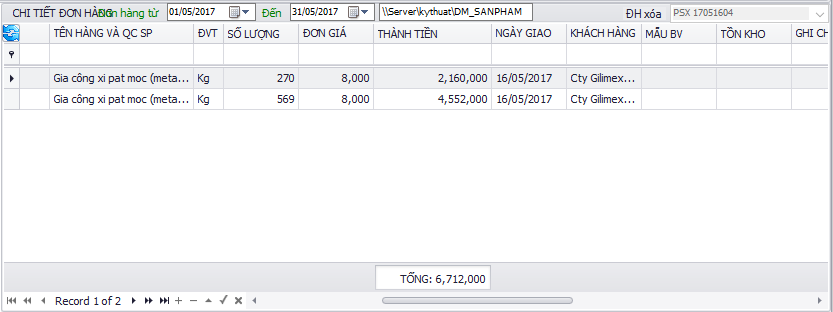 CHI TIẾT ĐƠN HÀNG Đơn hàng từ 01/05/2017 Đến 31/05/2017 \\Server\kythuat\DM_SANPHAM ĐH xóa PSX 17051604
TÊN HÀNG VÀ QC SP ĐVT SỐ LƯỢNG ĐƠN GIÁ THÀNH TIỀN NGÀY GIAO KHÁCH HÀNG MẪU BV TỒN KHO GHI CH
Gia công xi pat moc (meta... Kg 270 8,000 2,160,000 16/05/2017 Cty Gilimex...
Gia công xi pat moc (meta... Kg 569 8,000 4,552,000 16/05/2017 Cty Gilimex...
TỔNG: 6,712,000
Record 1 of 2